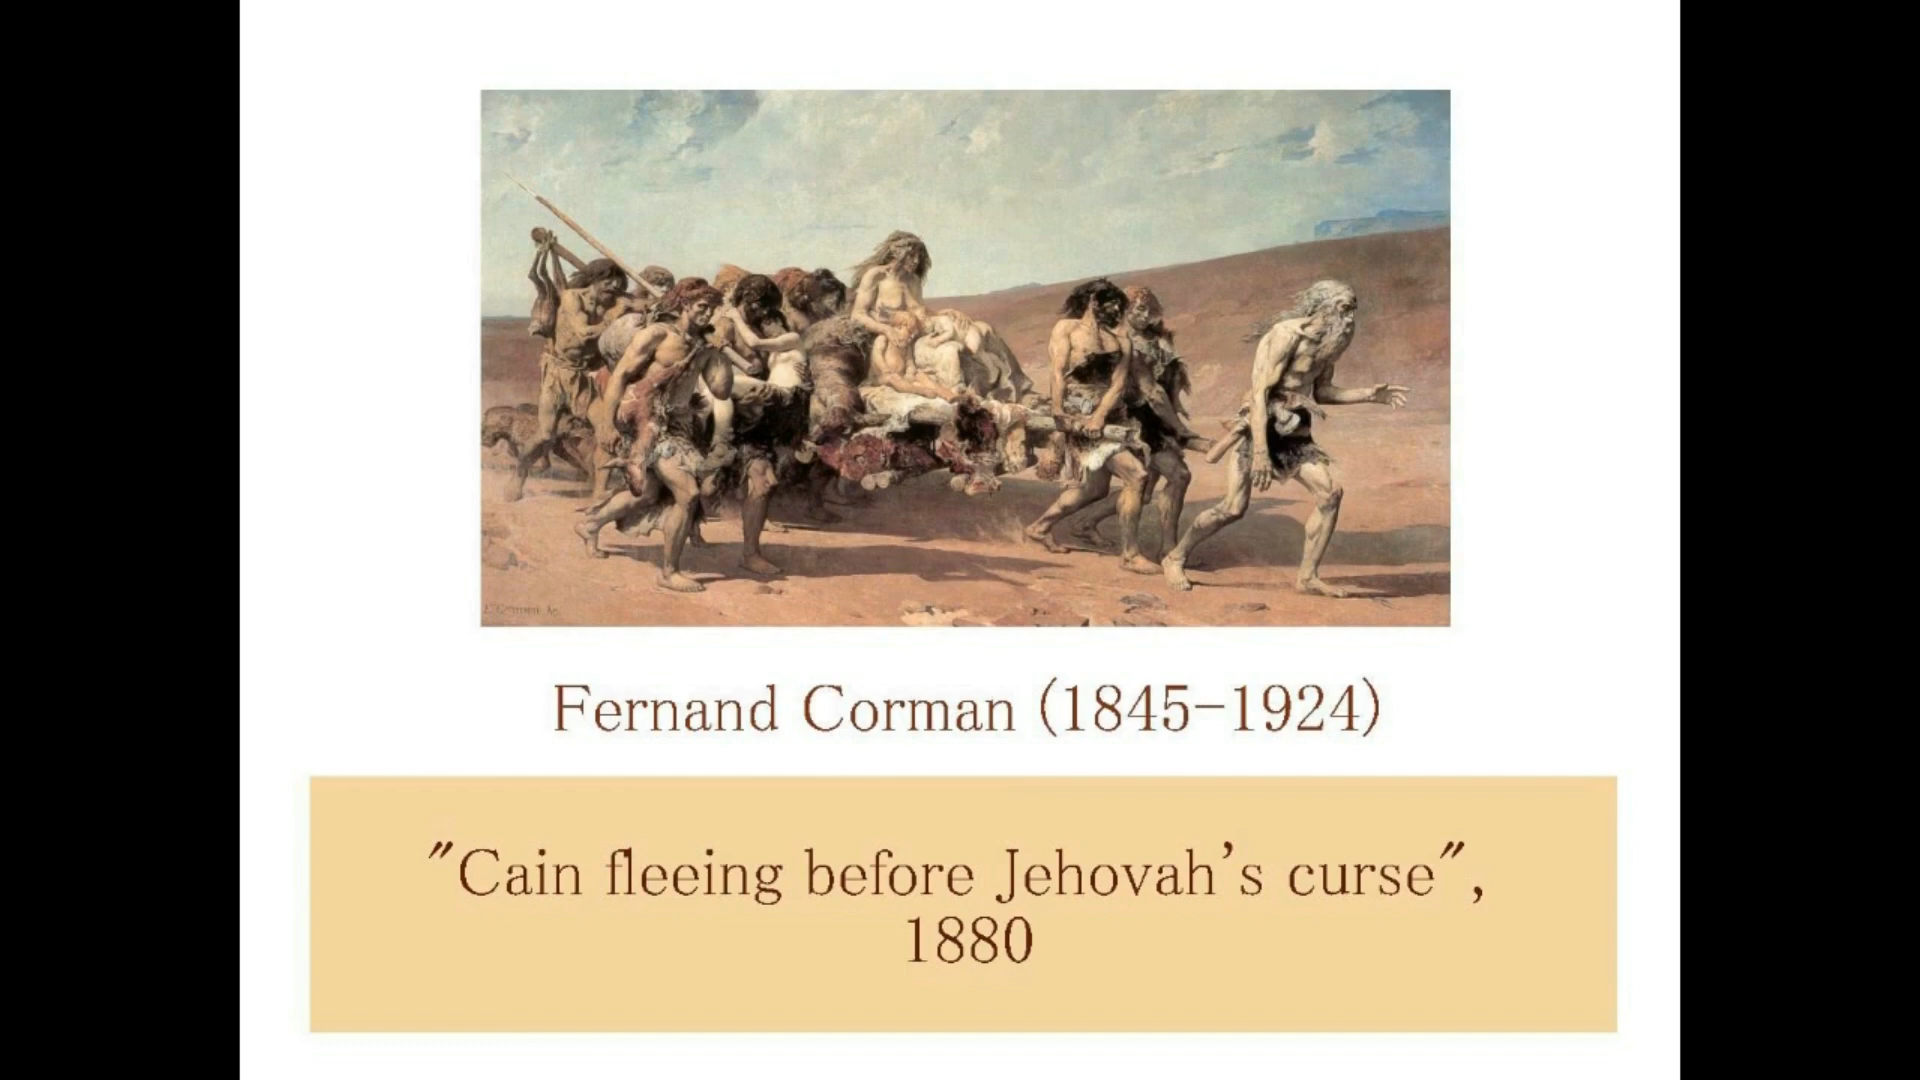 Fernand Corman (1845-1924)
"Cain fleeing before Jehovah's curse",
1880